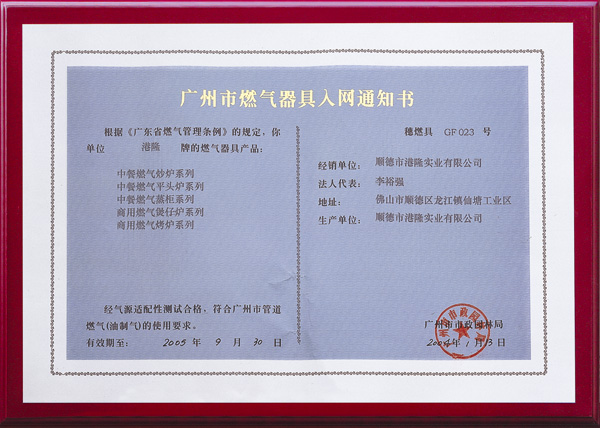 广州市燃气器具入网通知书
根据《广东省燃气管理条例》的规定，你
单位 港隆 牌的燃气器具产品：
中餐燃气炒炉系列
中餐燃气平头炉系列
中餐燃气蒸柜系列
商用燃气煲仔炉系列
商用燃气烤炉系列
经气源适配性测试合格，符合广州市管道
燃气(油制气)的使用要求。
有效期至： 2005 年 9 月 30 日
穗燃具 GF 023 号
经销单位： 顺德市港隆实业有限公司
法人代表： 李裕强
地址： 佛山市顺德区龙江镇仙塘工业区
生产单位： 顺德市港隆实业有限公司
广州市市政园林局
2004年1月3日